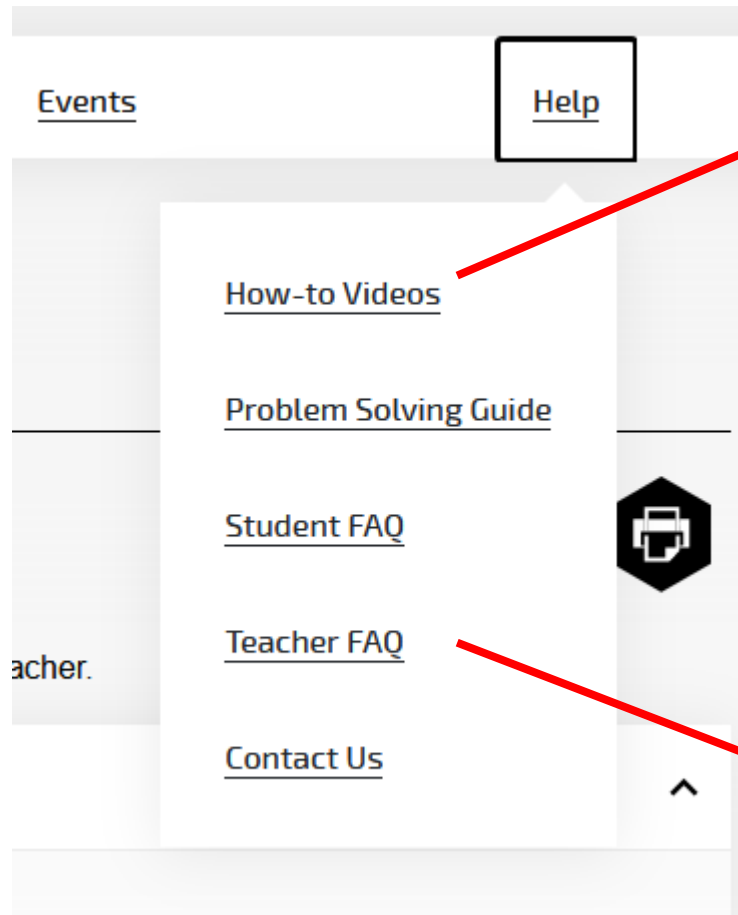 Events
Help
How-to Videos
Problem Solving Guide
Student FAQ
Teacher FAQ
acher.
Contact Us